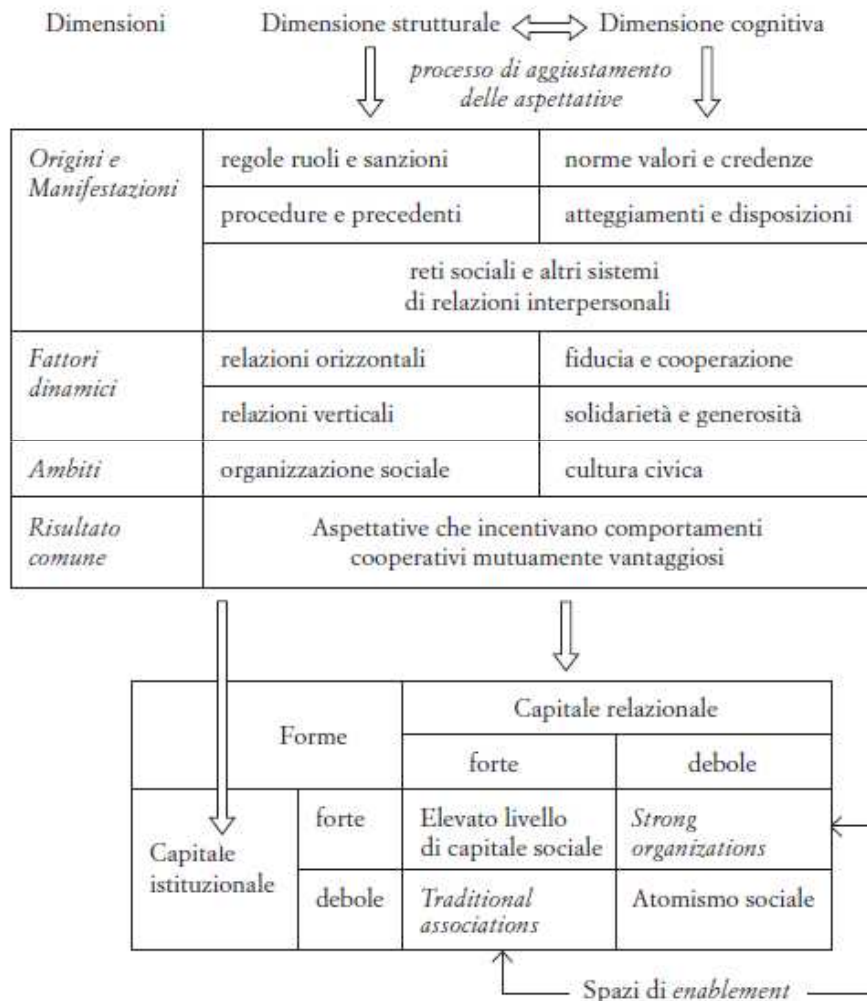 Dimensioni Dimensione strutturale Dimensione cognitiva
processo di aggiustamento
delle aspettative
Origini e
Manifestazioni
regole ruoli e sanzioni norme valori e credenze
procedure e precedenti atteggiamenti e disposizioni
reti sociali e altri sistemi
di relazioni interpersonali
Fattori
dinamici
relazioni orizzontali fiducia e cooperazione
relazioni verticali solidarietà e generosità
Ambiti organizzazione sociale cultura civica
Risultato
comune
Aspettative che incentivano comportamenti
cooperativi mutuamente vantaggiosi
Forme
Capitale relazionale
forte debole
Capitale
istituzionale
forte
Elevato livello
di capitale sociale
Strong
organizations
debole
Traditional
associations
Atomismo sociale
Spazi di enablement